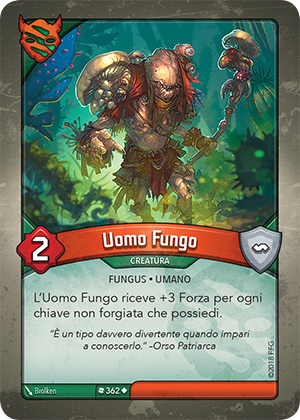 Uomo Fungo
2
CREATURA
FUNGUS • UMANO
L'Uomo Fungo riceve +3 Forza per ogni
chiave non forgiata che possiedi.
"È un tipo davvero divertente quando impari
a conoscerlo." –Orso Patriarca
©2018 FFG
Broiken
362